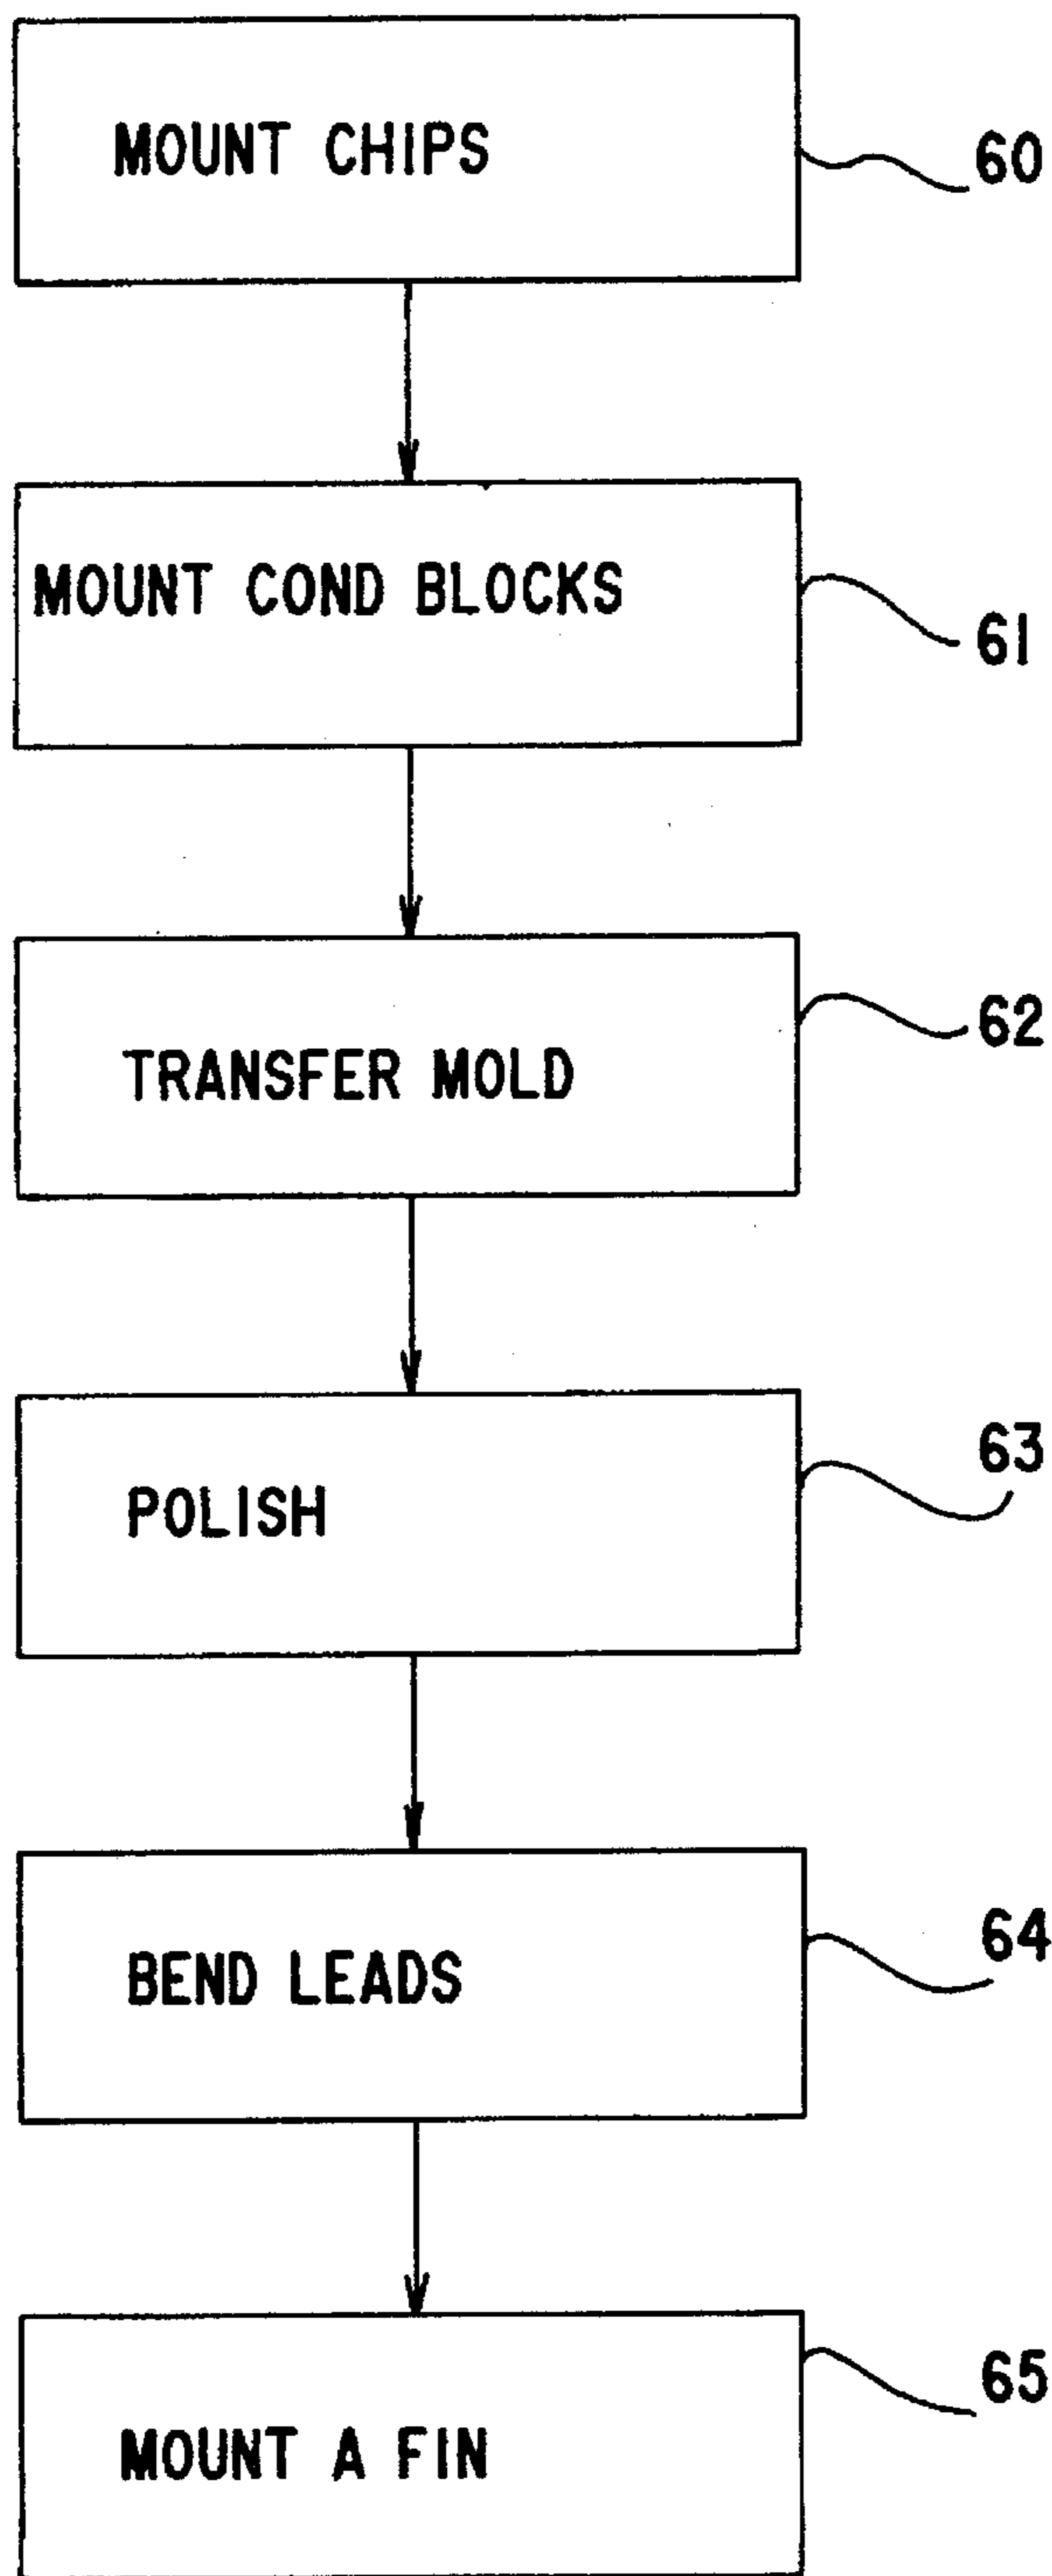 MOUNT CHIPS
60
MOUNT COND BLOCKS
61
TRANSFER MOLD
62
POLISH
63
BEND LEADS
64
MOUNT A FIN
65